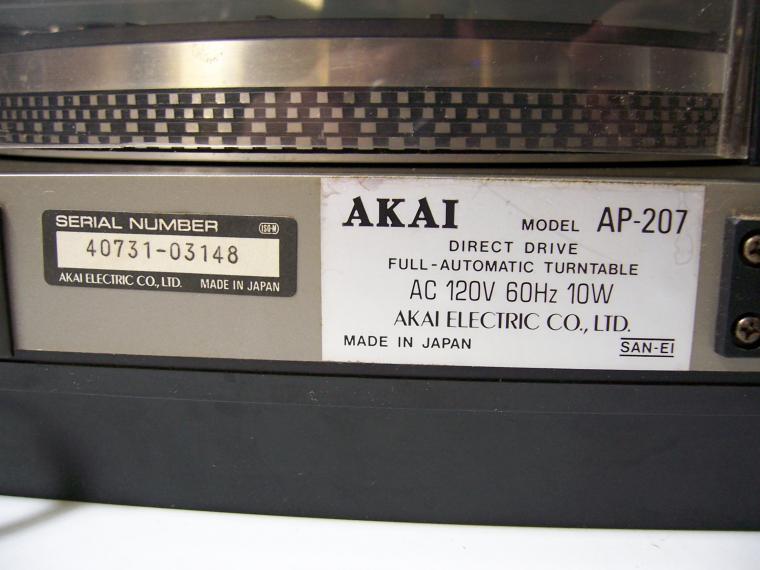 SERIAL NUMBER
40731-03148
AKAI ELECTRIC CO., LTD. MADE IN JAPAN
AKAI MODEL AP-207
DIRECT DRIVE
FULL-AUTOMATIC TURNTABLE
AC 120V 60Hz 10W
AKAI ELECTRIC CO., LTD.
MADE IN JAPAN SAN-EI